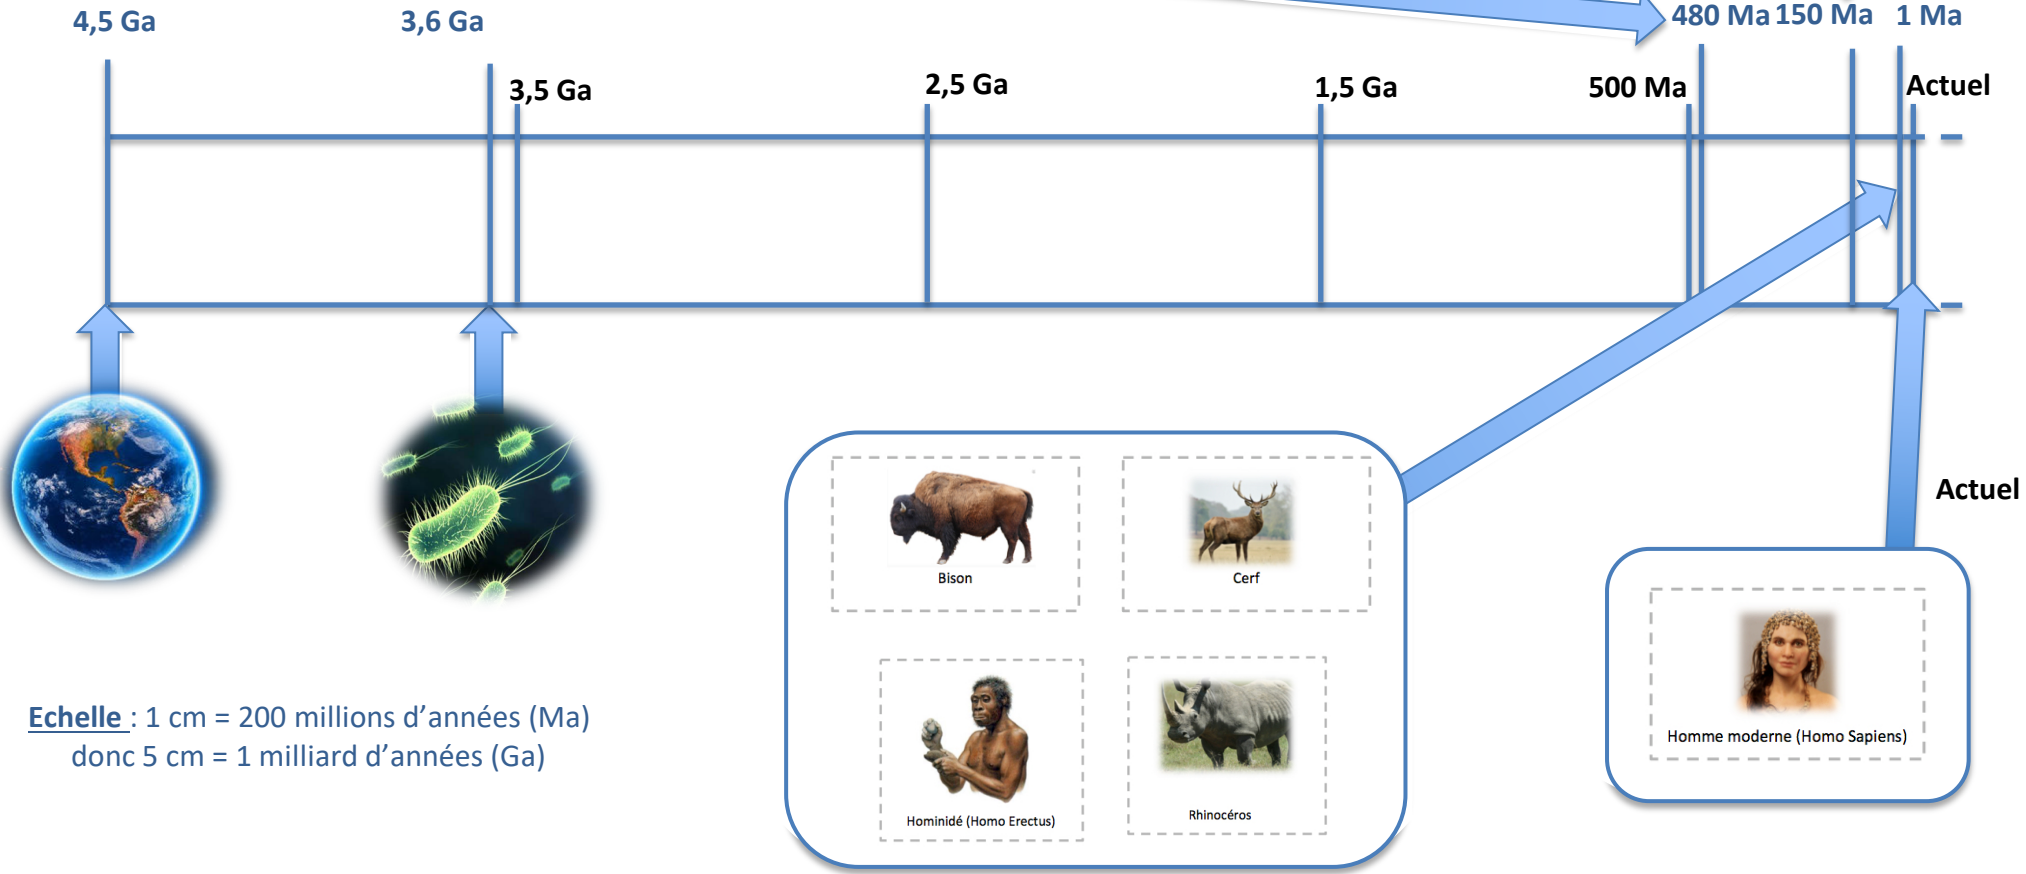 4,5 Ga
3,6 Ga
480 Ma
150 Ma
1 Ma
3,5 Ga
2,5 Ga
1,5 Ga
500 Ma
Actuel
Actuel
Bison
Cerf
Hominidé (Homo Erectus)
Rhinocéros
Homme moderne (Homo Sapiens)
Echelle : 1 cm = 200 millions d'années (Ma)
donc 5 cm = 1 milliard d'années (Ga)